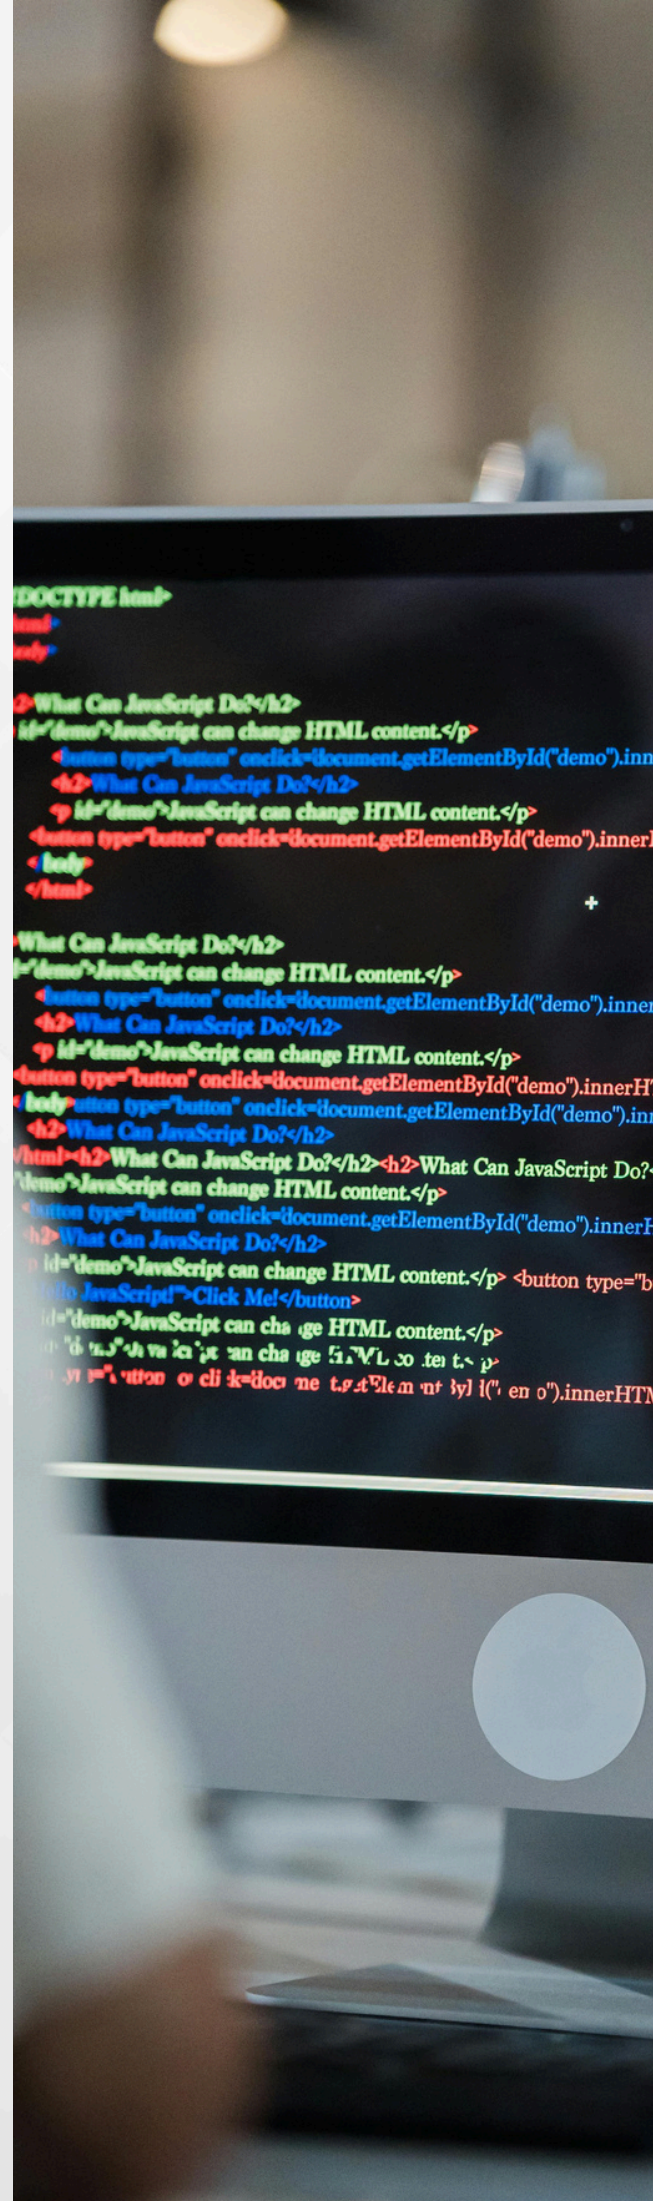 DOCTYPE html>
html>
body>
2>What Can JavaScript Do?</h2>
id="demo">JavaScript can change HTML content.</p>
<button type="button" onclick=document.getElementById("demo").inn
<h2>What Can JavaScript Do?</h2>
<p id="demo">JavaScript can change HTML content.</p>
<button type="button" onclick=document.getElementById("demo").innerH
</body>
</html>
>What Can JavaScript Do?</h2>
="demo">JavaScript can change HTML content.</p>
<button type="button" onclick=document.getElementById("demo").inner
<h2>What Can JavaScript Do?</h2>
<p id="demo">JavaScript can change HTML content.</p>
<button type="button" onclick=document.getElementById("demo").innerHT
body> utton type="button" onclick=document.getElementById("demo").inn
<h2>What Can JavaScript Do?</h2>
/html><h2>What Can JavaScript Do?</h2><h2>What Can JavaScript Do?<
"demo">JavaScript can change HTML content.</p>
<button type="button" onclick=document.getElementById("demo").innerH
h2>What Can JavaScript Do?</h2>
id="demo">JavaScript can change HTML content.</p> <button type="b
JavaScript!">Click Me!</button>
id="demo">JavaScript can cha ge HTML content.</p>
).innerHTM